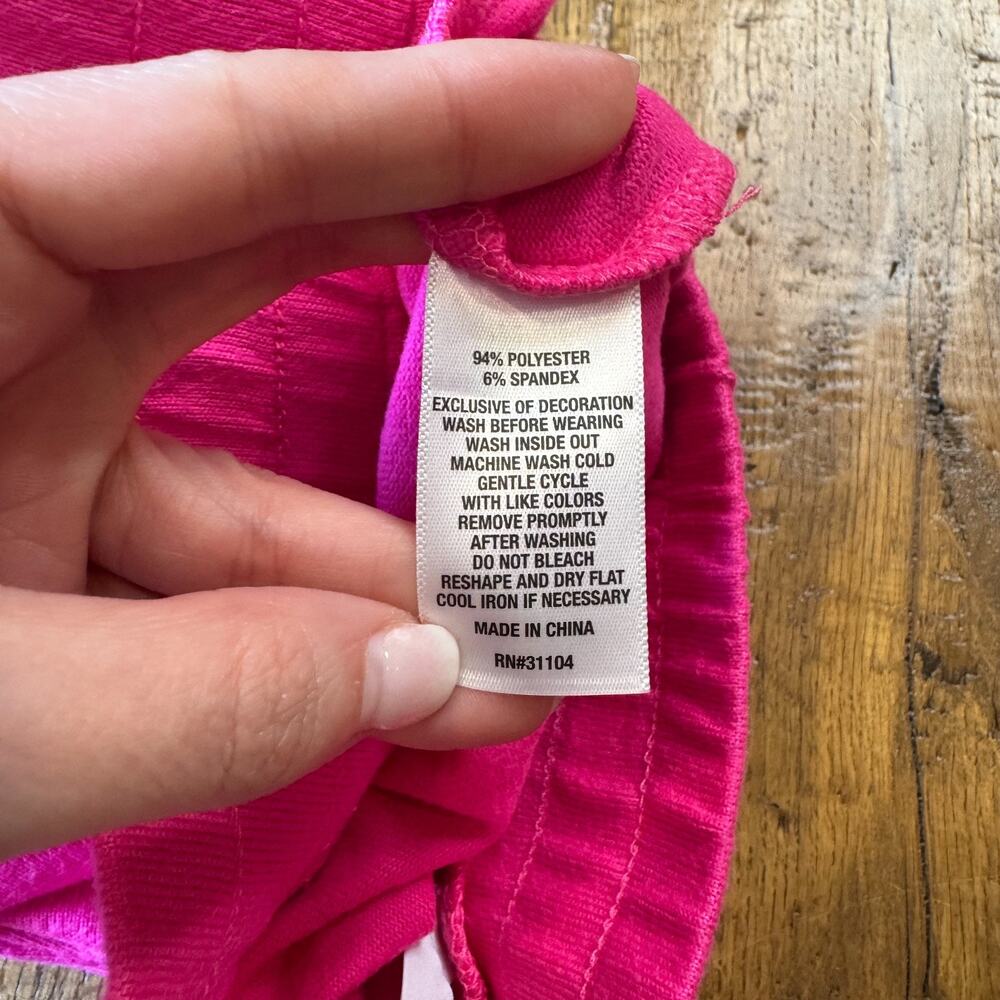 94% POLYESTER
6% SPANDEX
EXCLUSIVE OF DECORATION
WASH BEFORE WEARING
WASH INSIDE OUT
MACHINE WASH COLD
GENTLE CYCLE
WITH LIKE COLORS
REMOVE PROMPTLY
AFTER WASHING
DO NOT BLEACH
RESHAPE AND DRY FLAT
COOL IRON IF NECESSARY
MADE IN CHINA
RN#31104